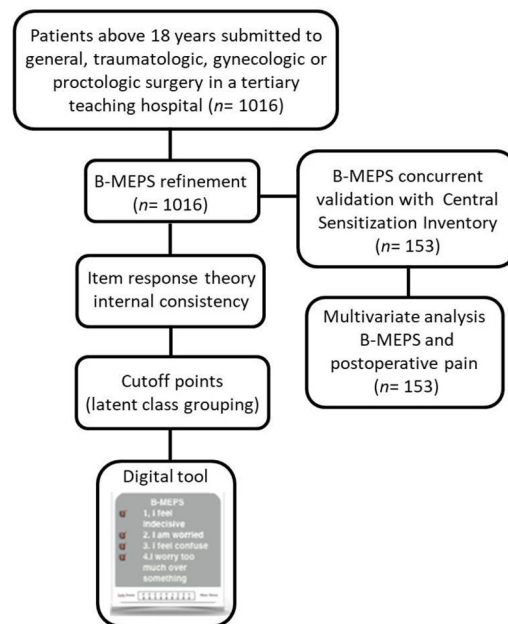 Patients above 18 years submitted to
general, traumatologic, gynecologic or
proctologic surgery in a tertiary
teaching hospital (n= 1016)
B-MEPS refinement
(n= 1016)
B-MEPS concurrent
validation with Central
Sensitization Inventory
(n= 153)
Item response theory
internal consistency
Multivariate analysis
B-MEPS and
postoperative pain
(n= 153)
Cutoff points
(latent class grouping)
Digital tool
B-MEPS
1, I feel
indecisive
2. I am worried
3. I feel confuse
4.I worry too
much over
something